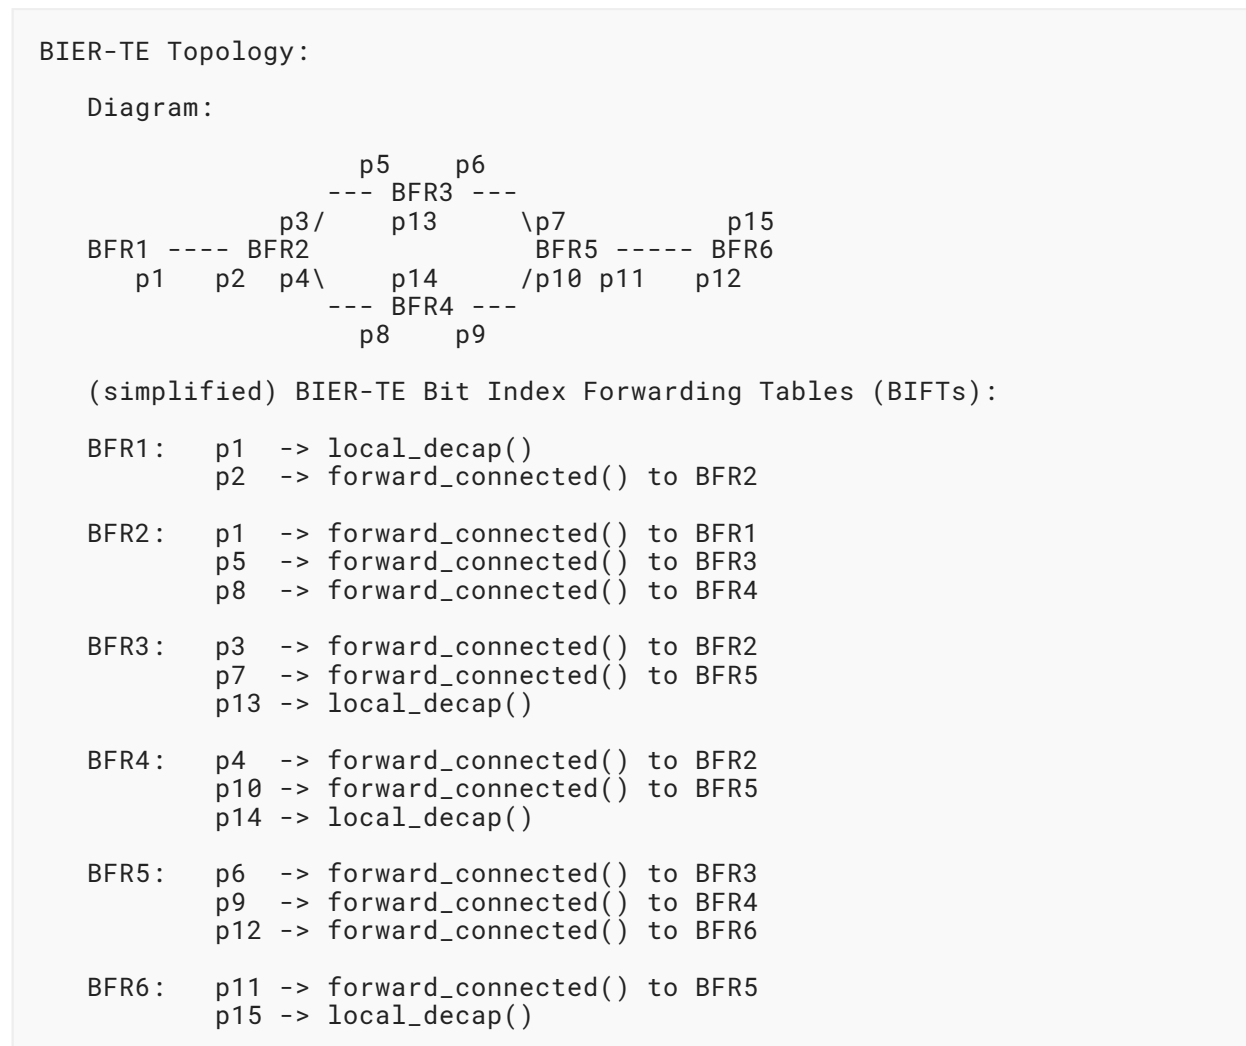 BIER-TE Topology:

   Diagram:

                    p5    p6
                  --- BFR3 ---
               p3/    p13     \p7            p15
   BFR1 ---- BFR2              BFR5 ----- BFR6
      p1    p2  p4\    p14     /p10 p11   p12
                  --- BFR4 ---
                    p8    p9

   (simplified) BIER-TE Bit Index Forwarding Tables (BIFTs):

   BFR1:   p1  -> local_decap()
           p2  -> forward_connected() to BFR2

   BFR2:   p1  -> forward_connected() to BFR1
           p5  -> forward_connected() to BFR3
           p8  -> forward_connected() to BFR4

   BFR3:   p3  -> forward_connected() to BFR2
           p7  -> forward_connected() to BFR5
           p13 -> local_decap()

   BFR4:   p4  -> forward_connected() to BFR2
           p10 -> forward_connected() to BFR5
           p14 -> local_decap()

   BFR5:   p6  -> forward_connected() to BFR3
           p9  -> forward_connected() to BFR4
           p12 -> forward_connected() to BFR6

   BFR6:   p11 -> forward_connected() to BFR5
           p15 -> local_decap()